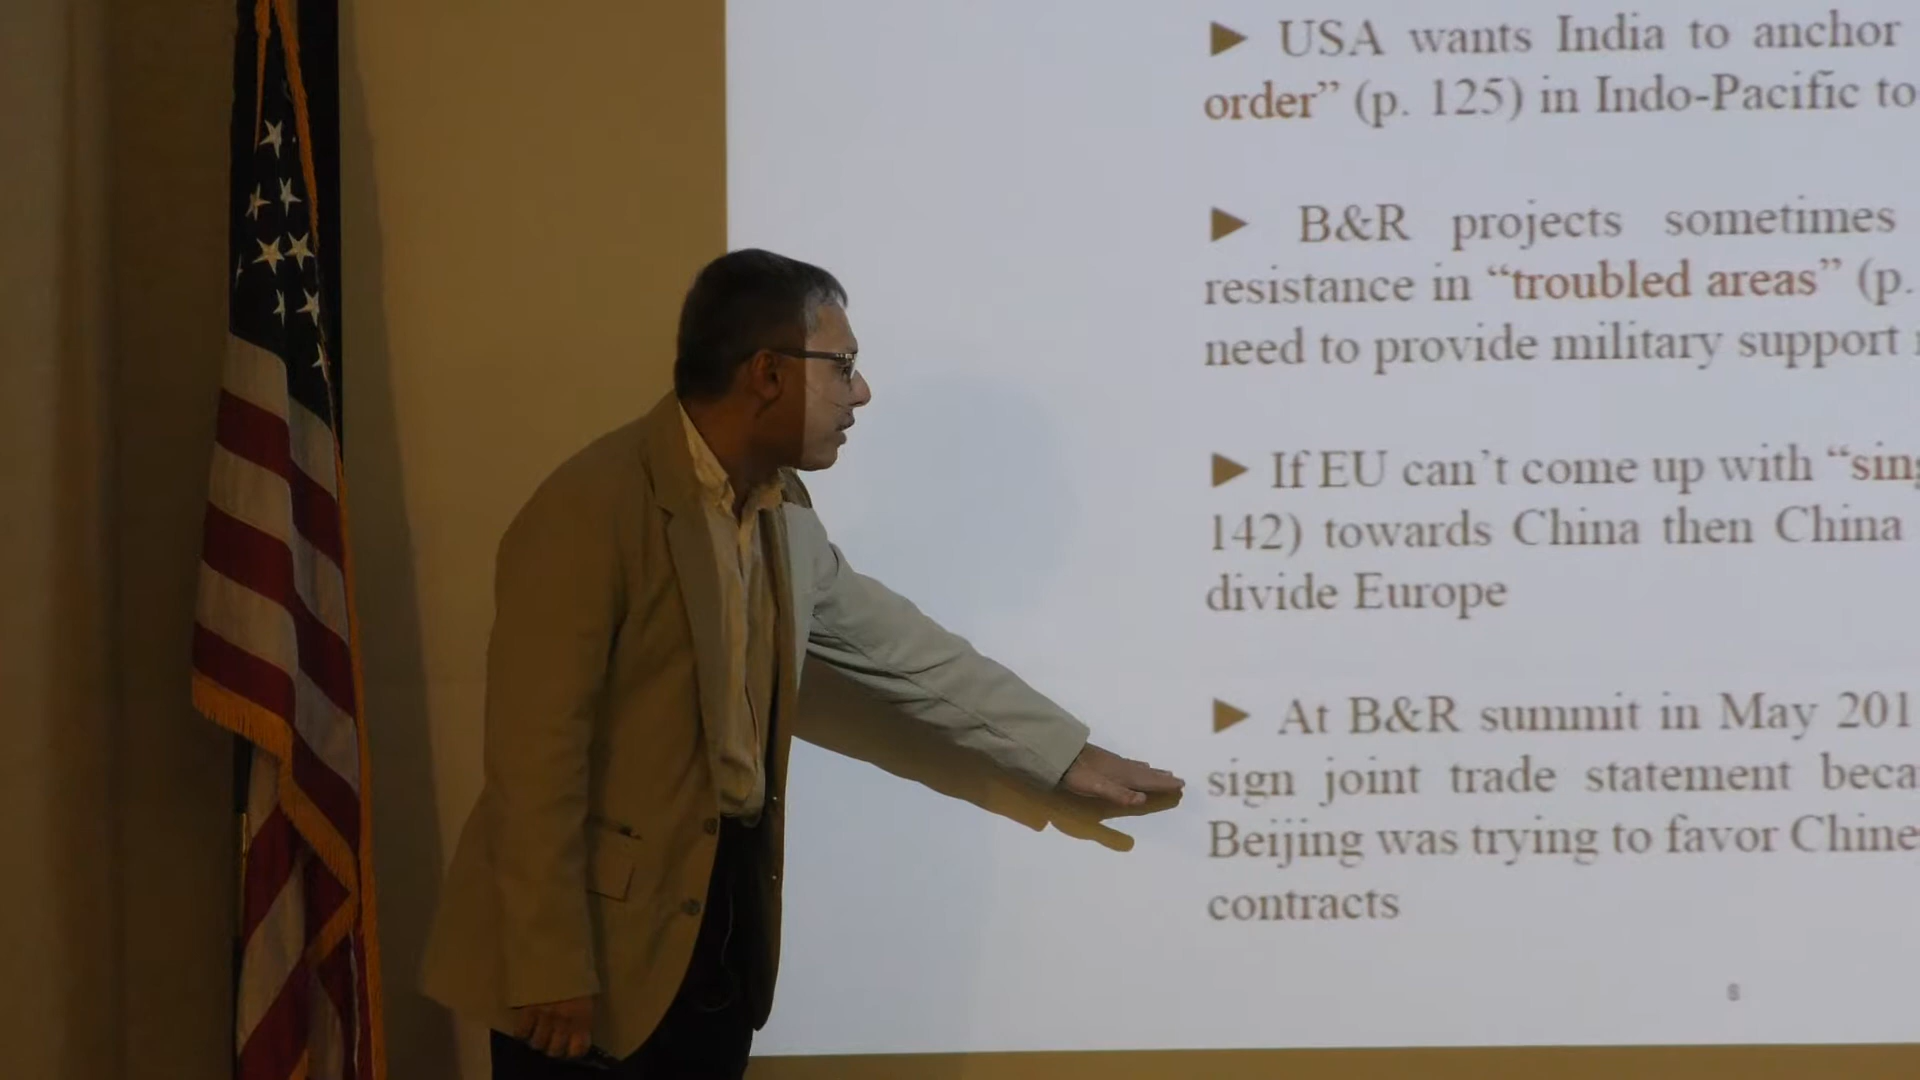 ► USA wants India to anchor
order” (p. 125) in Indo-Pacific to
► B&R projects sometimes
resistance in “troubled areas” (p.
need to provide military support
► If EU can’t come up with “sing
142) towards China then China
divide Europe
► At B&R summit in May 201
sign joint trade statement beca
Beijing was trying to favor Chine
contracts